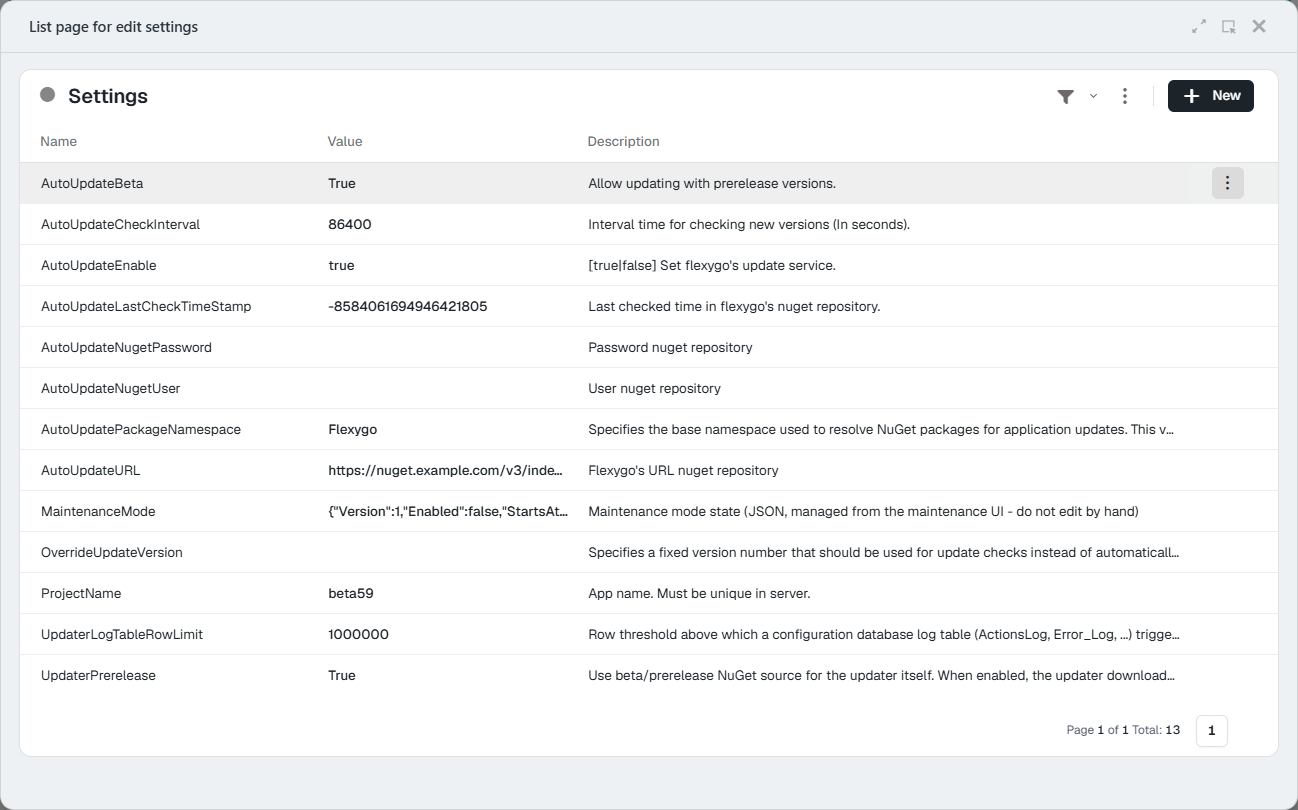 List page for edit settings
Settings
New
Name Value Description
AutoUpdateBeta True Allow updating with prerelease versions.
AutoUpdateCheckInterval 86400 Interval time for checking new versions (In seconds).
AutoUpdateEnable true [true|false] Set flexygo's update service.
AutoUpdateLastCheckTimeStamp -8584061694946421805 Last checked time in flexygo's nuget repository.
AutoUpdateNugetPassword Password nuget repository
AutoUpdateNugetUser User nuget repository
AutoUpdatePackageNamespace Flexygo Specifies the base namespace used to resolve NuGet packages for application updates. This v...
AutoUpdateURL https://nuget.example.com/v3/inde... Flexygo's URL nuget repository
MaintenanceMode {"Version":1,"Enabled":false,"StartsAt... Maintenance mode state (JSON, managed from the maintenance UI - do not edit by hand)
OverrideUpdateVersion Specifies a fixed version number that should be used for update checks instead of automaticall...
ProjectName beta59 App name. Must be unique in server.
UpdaterLogTableRowLimit 1000000 Row threshold above which a configuration database log table (ActionsLog, Error_Log, ...) trigge...
UpdaterPrerelease True Use beta/prerelease NuGet source for the updater itself. When enabled, the updater download...
Page 1 of 1 Total: 13 1